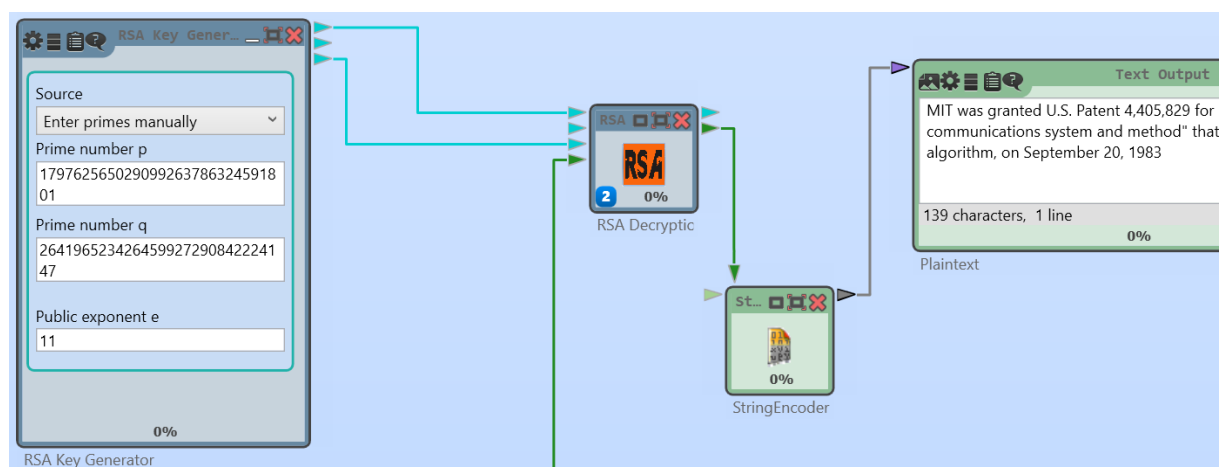 RSA Key Gener...
Source
Enter primes manually
Prime number p
1797625650290992637863245918
01
Prime number q
2641965234264599272908422241
47
Public exponent e
11
0%
RSA Key Generator
RSA
RSA
2
0%
RSA Decryptic
St...
0%
StringEncoder
Text Output
MIT was granted U.S. Patent 4,405,829 for
communications system and method" that
algorithm, on September 20, 1983
139 characters, 1 line
0%
Plaintext